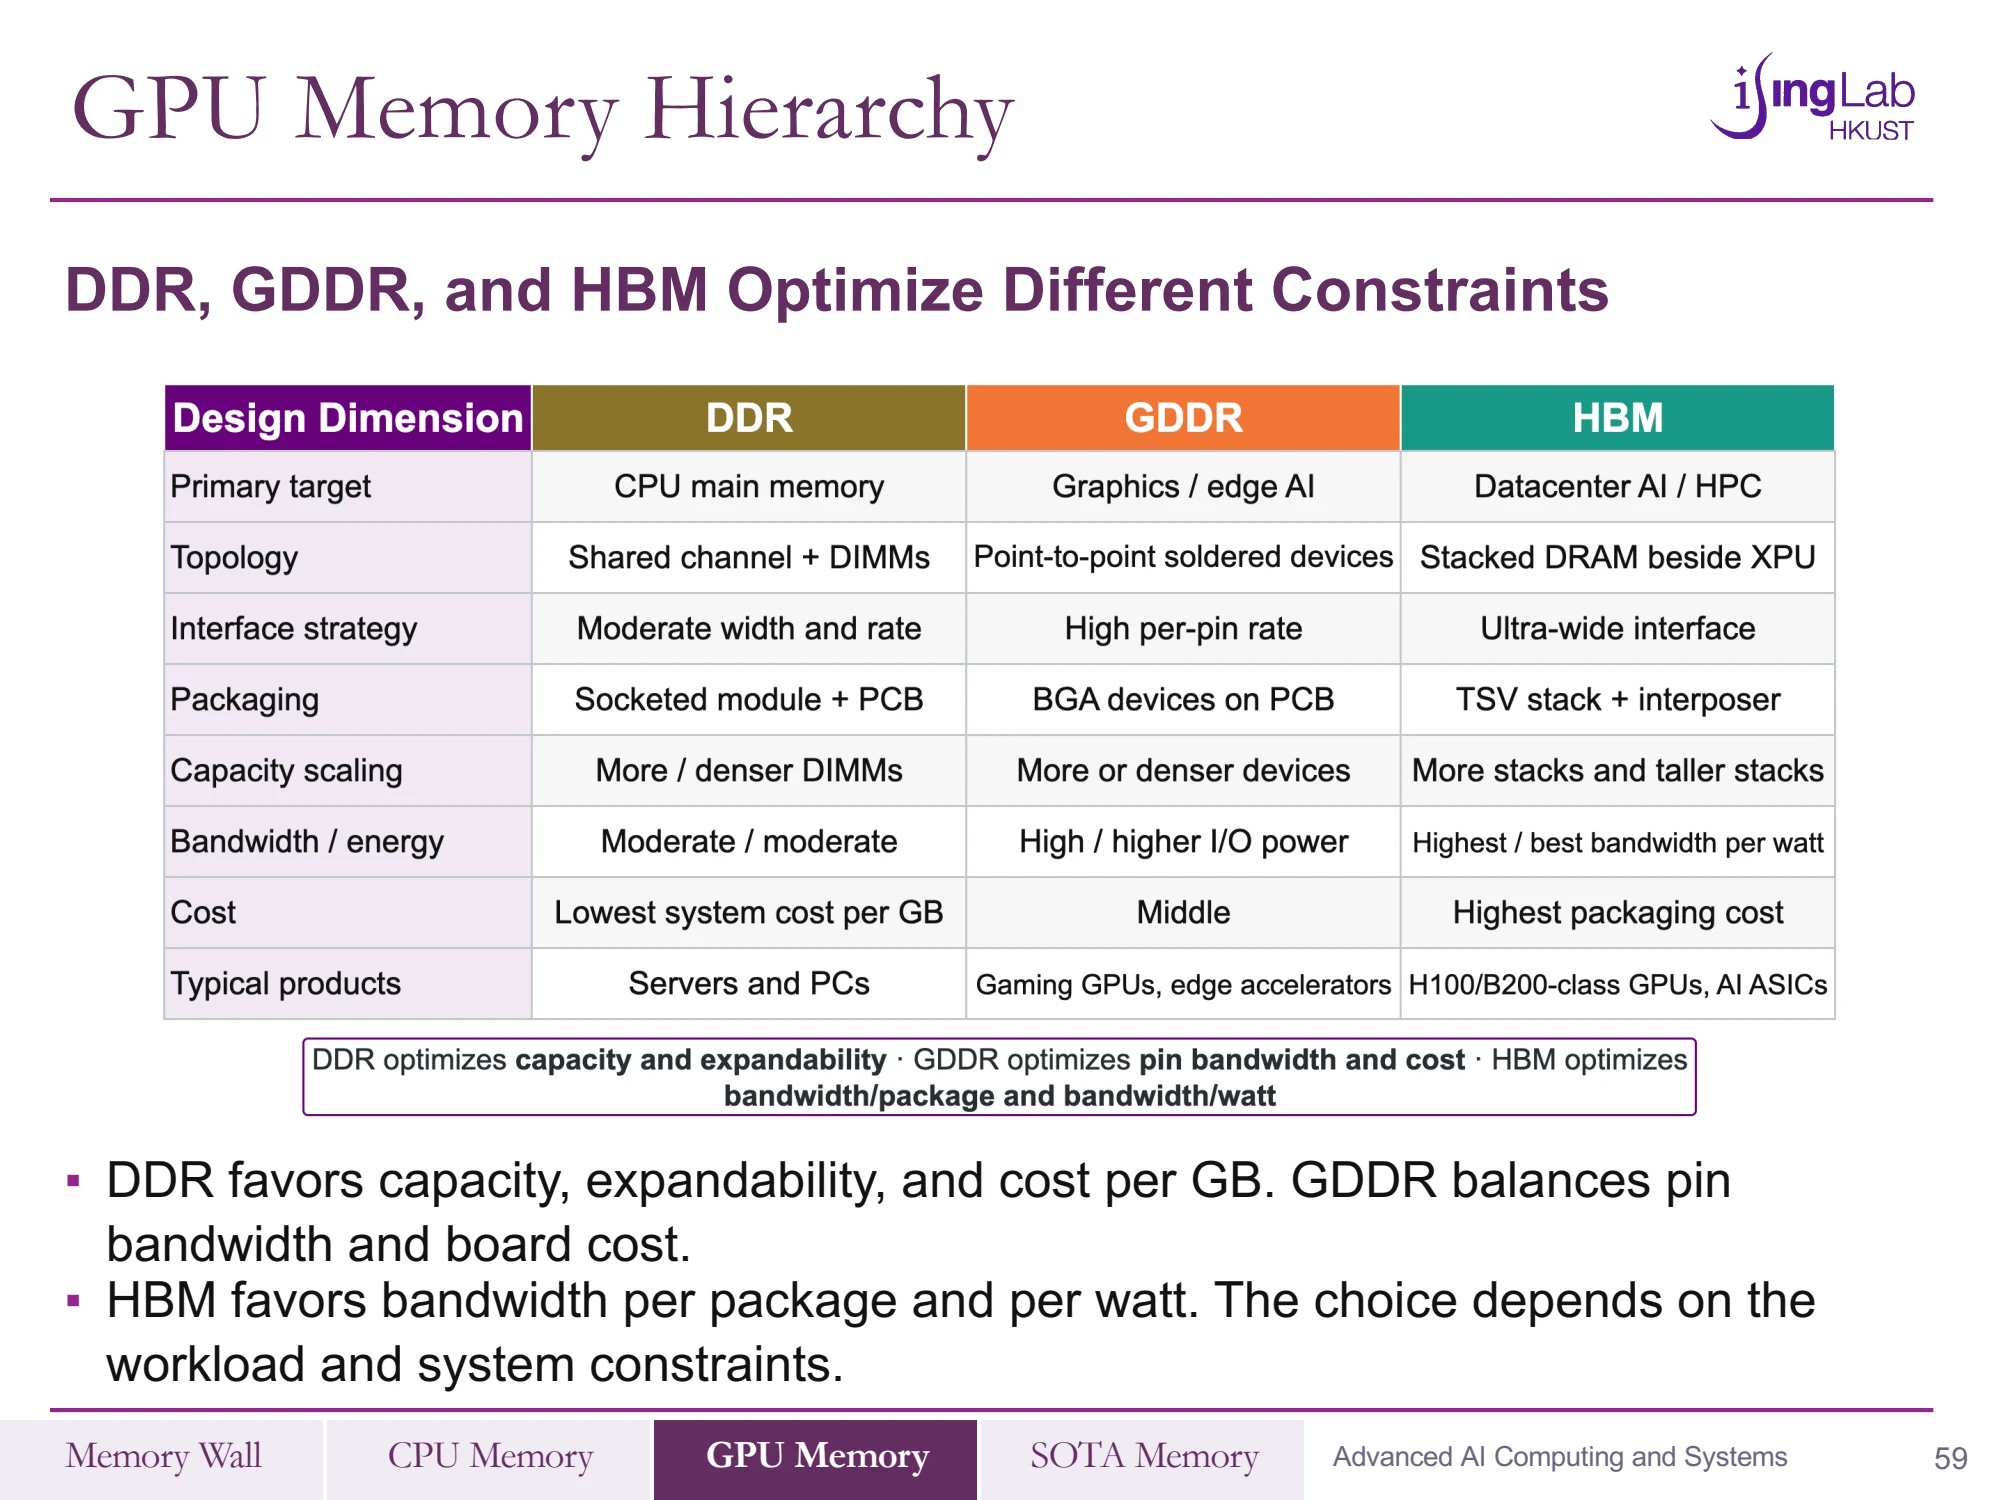 GPU Memory Hierarchy
isingLab
HKUST
DDR, GDDR, and HBM Optimize Different Constraints
Design Dimension DDR GDDR HBM
Primary target CPU main memory Graphics / edge AI Datacenter AI / HPC
Topology Shared channel + DIMMs Point-to-point soldered devices Stacked DRAM beside XPU
Interface strategy Moderate width and rate High per-pin rate Ultra-wide interface
Packaging Socketed module + PCB BGA devices on PCB TSV stack + interposer
Capacity scaling More / denser DIMMs More or denser devices More stacks and taller stacks
Bandwidth / energy Moderate / moderate High / higher I/O power Highest / best bandwidth per watt
Cost Lowest system cost per GB Middle Highest packaging cost
Typical products Servers and PCs Gaming GPUs, edge accelerators H100/B200-class GPUs, AI ASICs
DDR optimizes capacity and expandability · GDDR optimizes pin bandwidth and cost · HBM optimizes
bandwidth/package and bandwidth/watt
▪ DDR favors capacity, expandability, and cost per GB. GDDR balances pin
bandwidth and board cost.
▪ HBM favors bandwidth per package and per watt. The choice depends on the
workload and system constraints.
Memory Wall CPU Memory GPU Memory SOTA Memory Advanced AI Computing and Systems 59